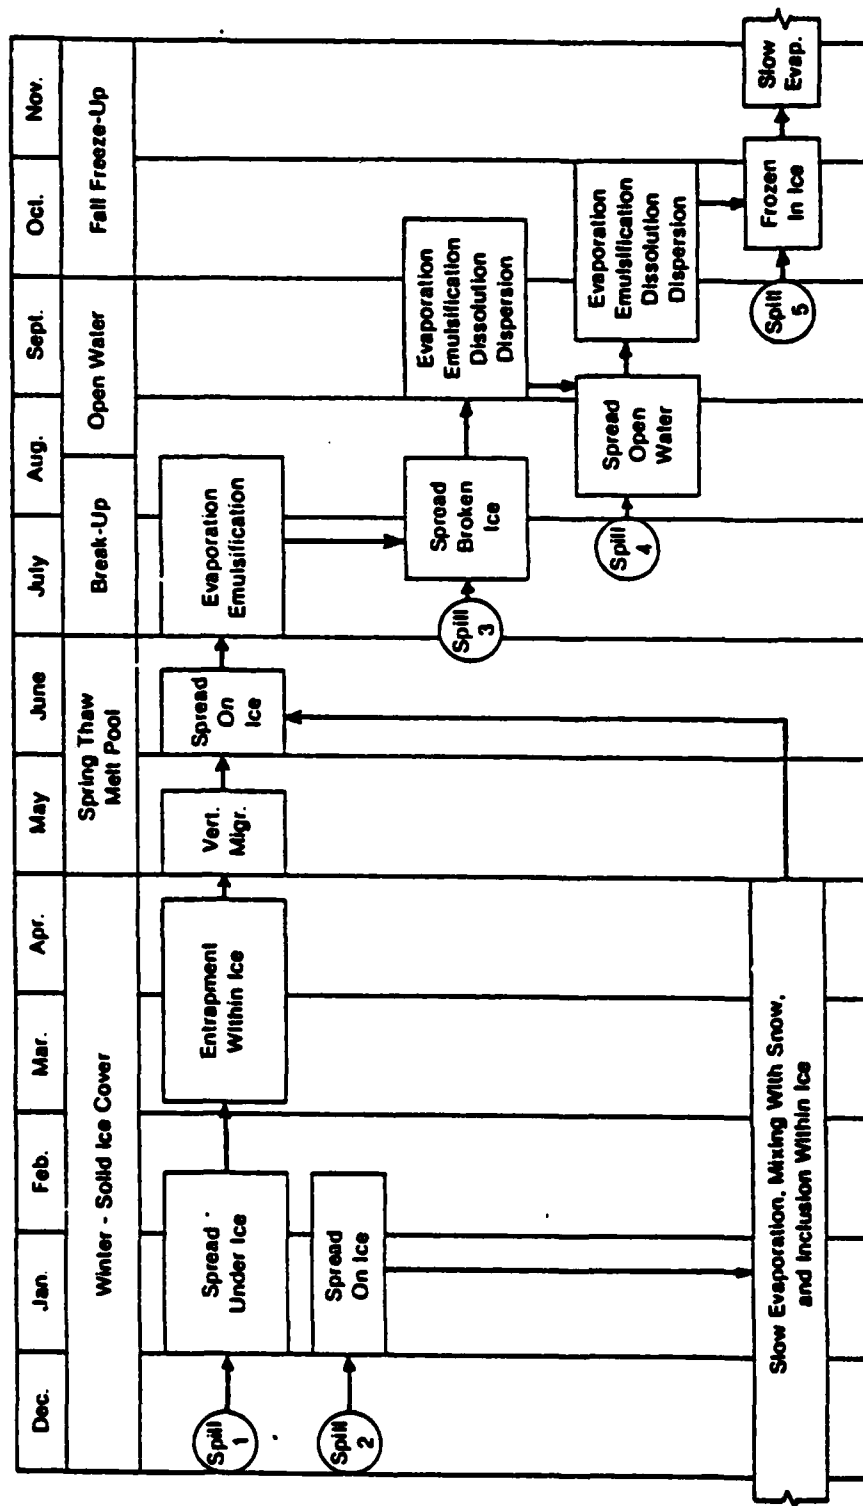 Dec.
Jan.
Feb.
Mar.
Apr.
May
June
July
Aug.
Sept.
Oct.
Nov.
Winter - Solid Ice Cover
Spring Thaw
Melt Pool
Break-Up
Open Water
Fall Freeze-Up
Spill
1
Spread
Under Ice
Entrapment
Within Ice
Vert.
Migr.
Spread
On
Ice
Evaporation
Emulsification
Spill
2
Spread
On Ice
Spill
3
Spread
Broken
Ice
Evaporation
Emulsification
Dissolution
Dispersion
Spill
4
Spread
Open
Water
Evaporation
Emulsification
Dissolution
Dispersion
Slow Evaporation, Mixing With Snow,
and Inclusion Within Ice
Spill
5
Frozen
In Ice
Slow
Evap.